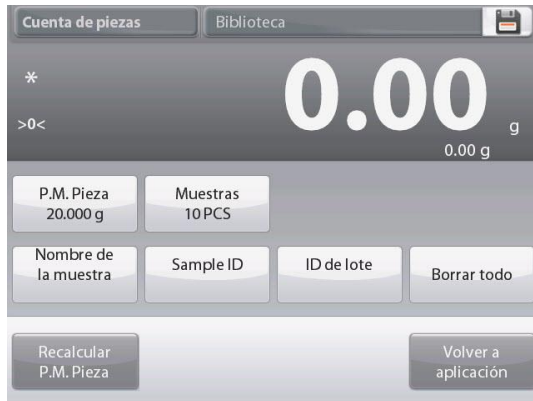 Cuenta de piezas
Biblioteca
*
>0<
0.00 g
0.00 g
P.M. Pieza
20.000 g
Muestras
10 PCS
Nombre de
la muestra
Sample ID
ID de lote
Borrar todo
Recalcular
P.M. Pieza
Volver a
aplicación